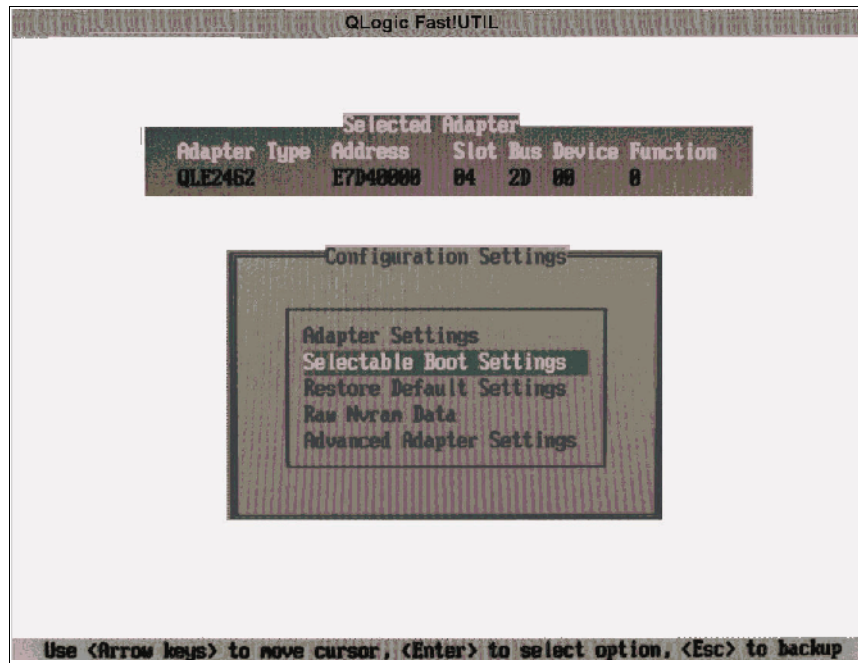 QLogic Fast!UTIL
Selected Adapter
Adapter Type Address Slot Bus Device Function
QLE2462 E7D40000 04 2D 00 0
Configuration Settings
Adapter Settings
Selectable Boot Settings
Restore Default Settings
Raw Nvram Data
Advanced Adapter Settings
Use <Arrow keys> to move cursor, <Enter> to select option, <Esc> to backup